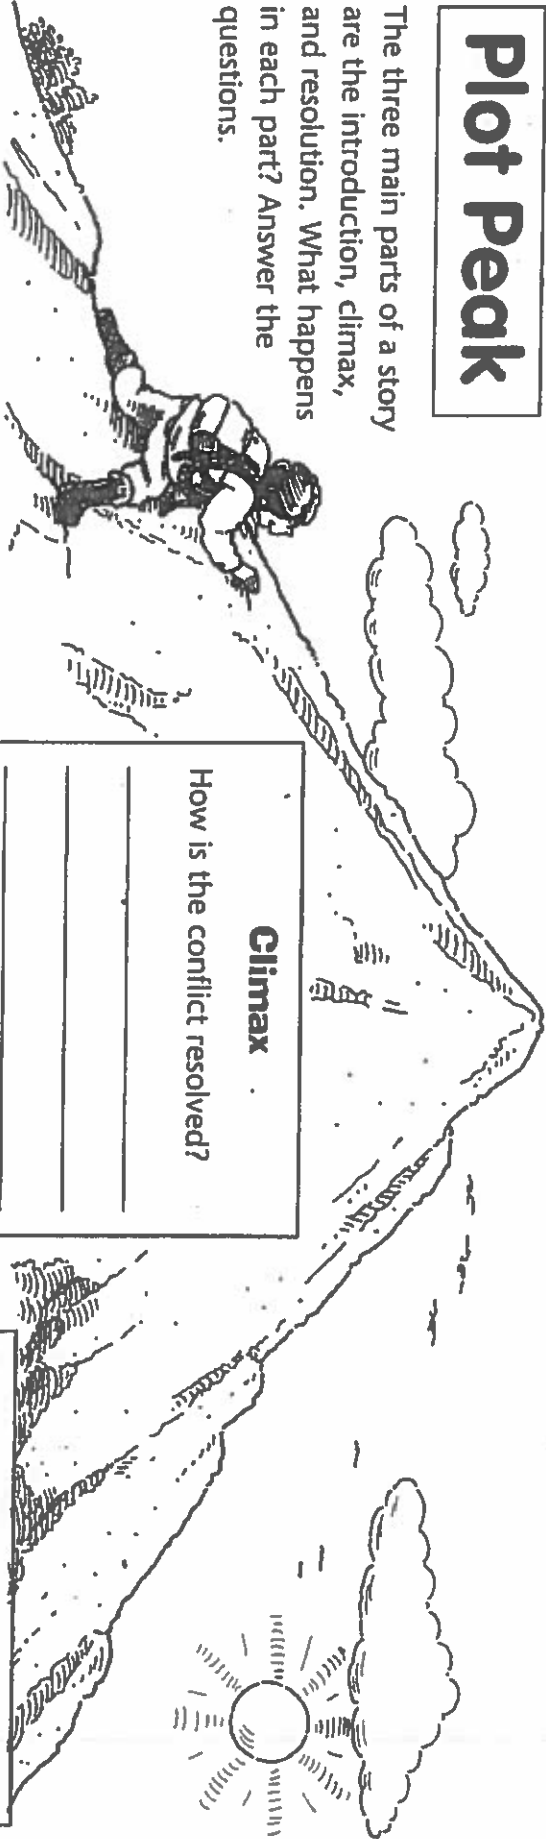 Plot Peak
The three main parts of a story
are the introduction, climax,
and resolution. What happens
in each part? Answer the
questions.
Climax
How is the conflict resolved?